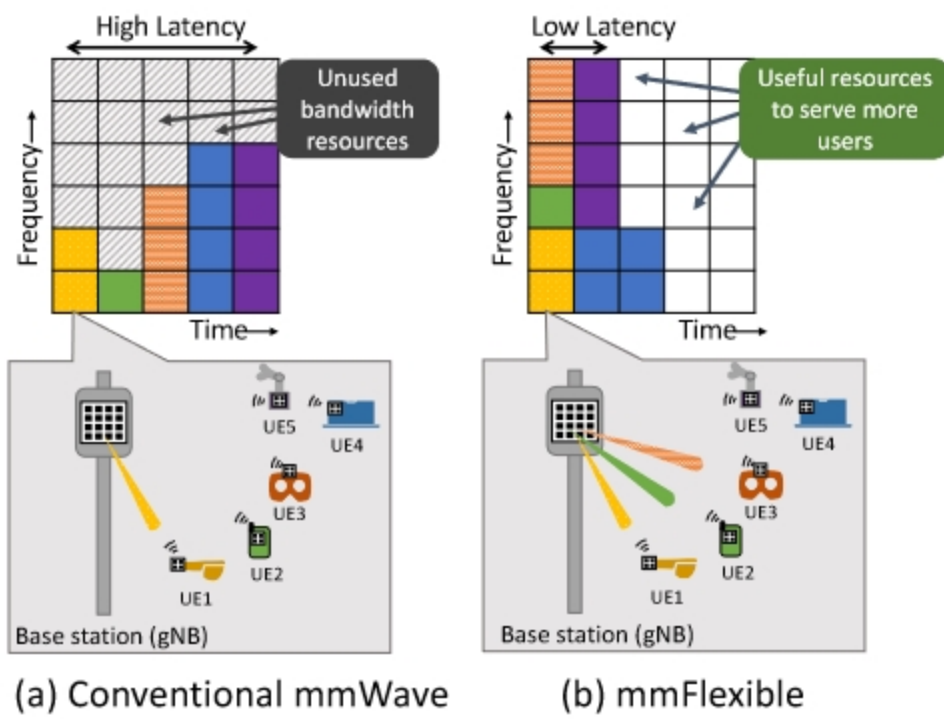 High Latency
Unused
bandwidth
resources
Frequency
Time
UE5
UE4
UE3
UE2
UE1
Base station (gNB)
(a) Conventional mmWave
Low Latency
Useful resources
to serve more
users
Frequency
Time
UE5
UE4
UE3
UE2
UE1
Base station (gNB)
(b) mmFlexible